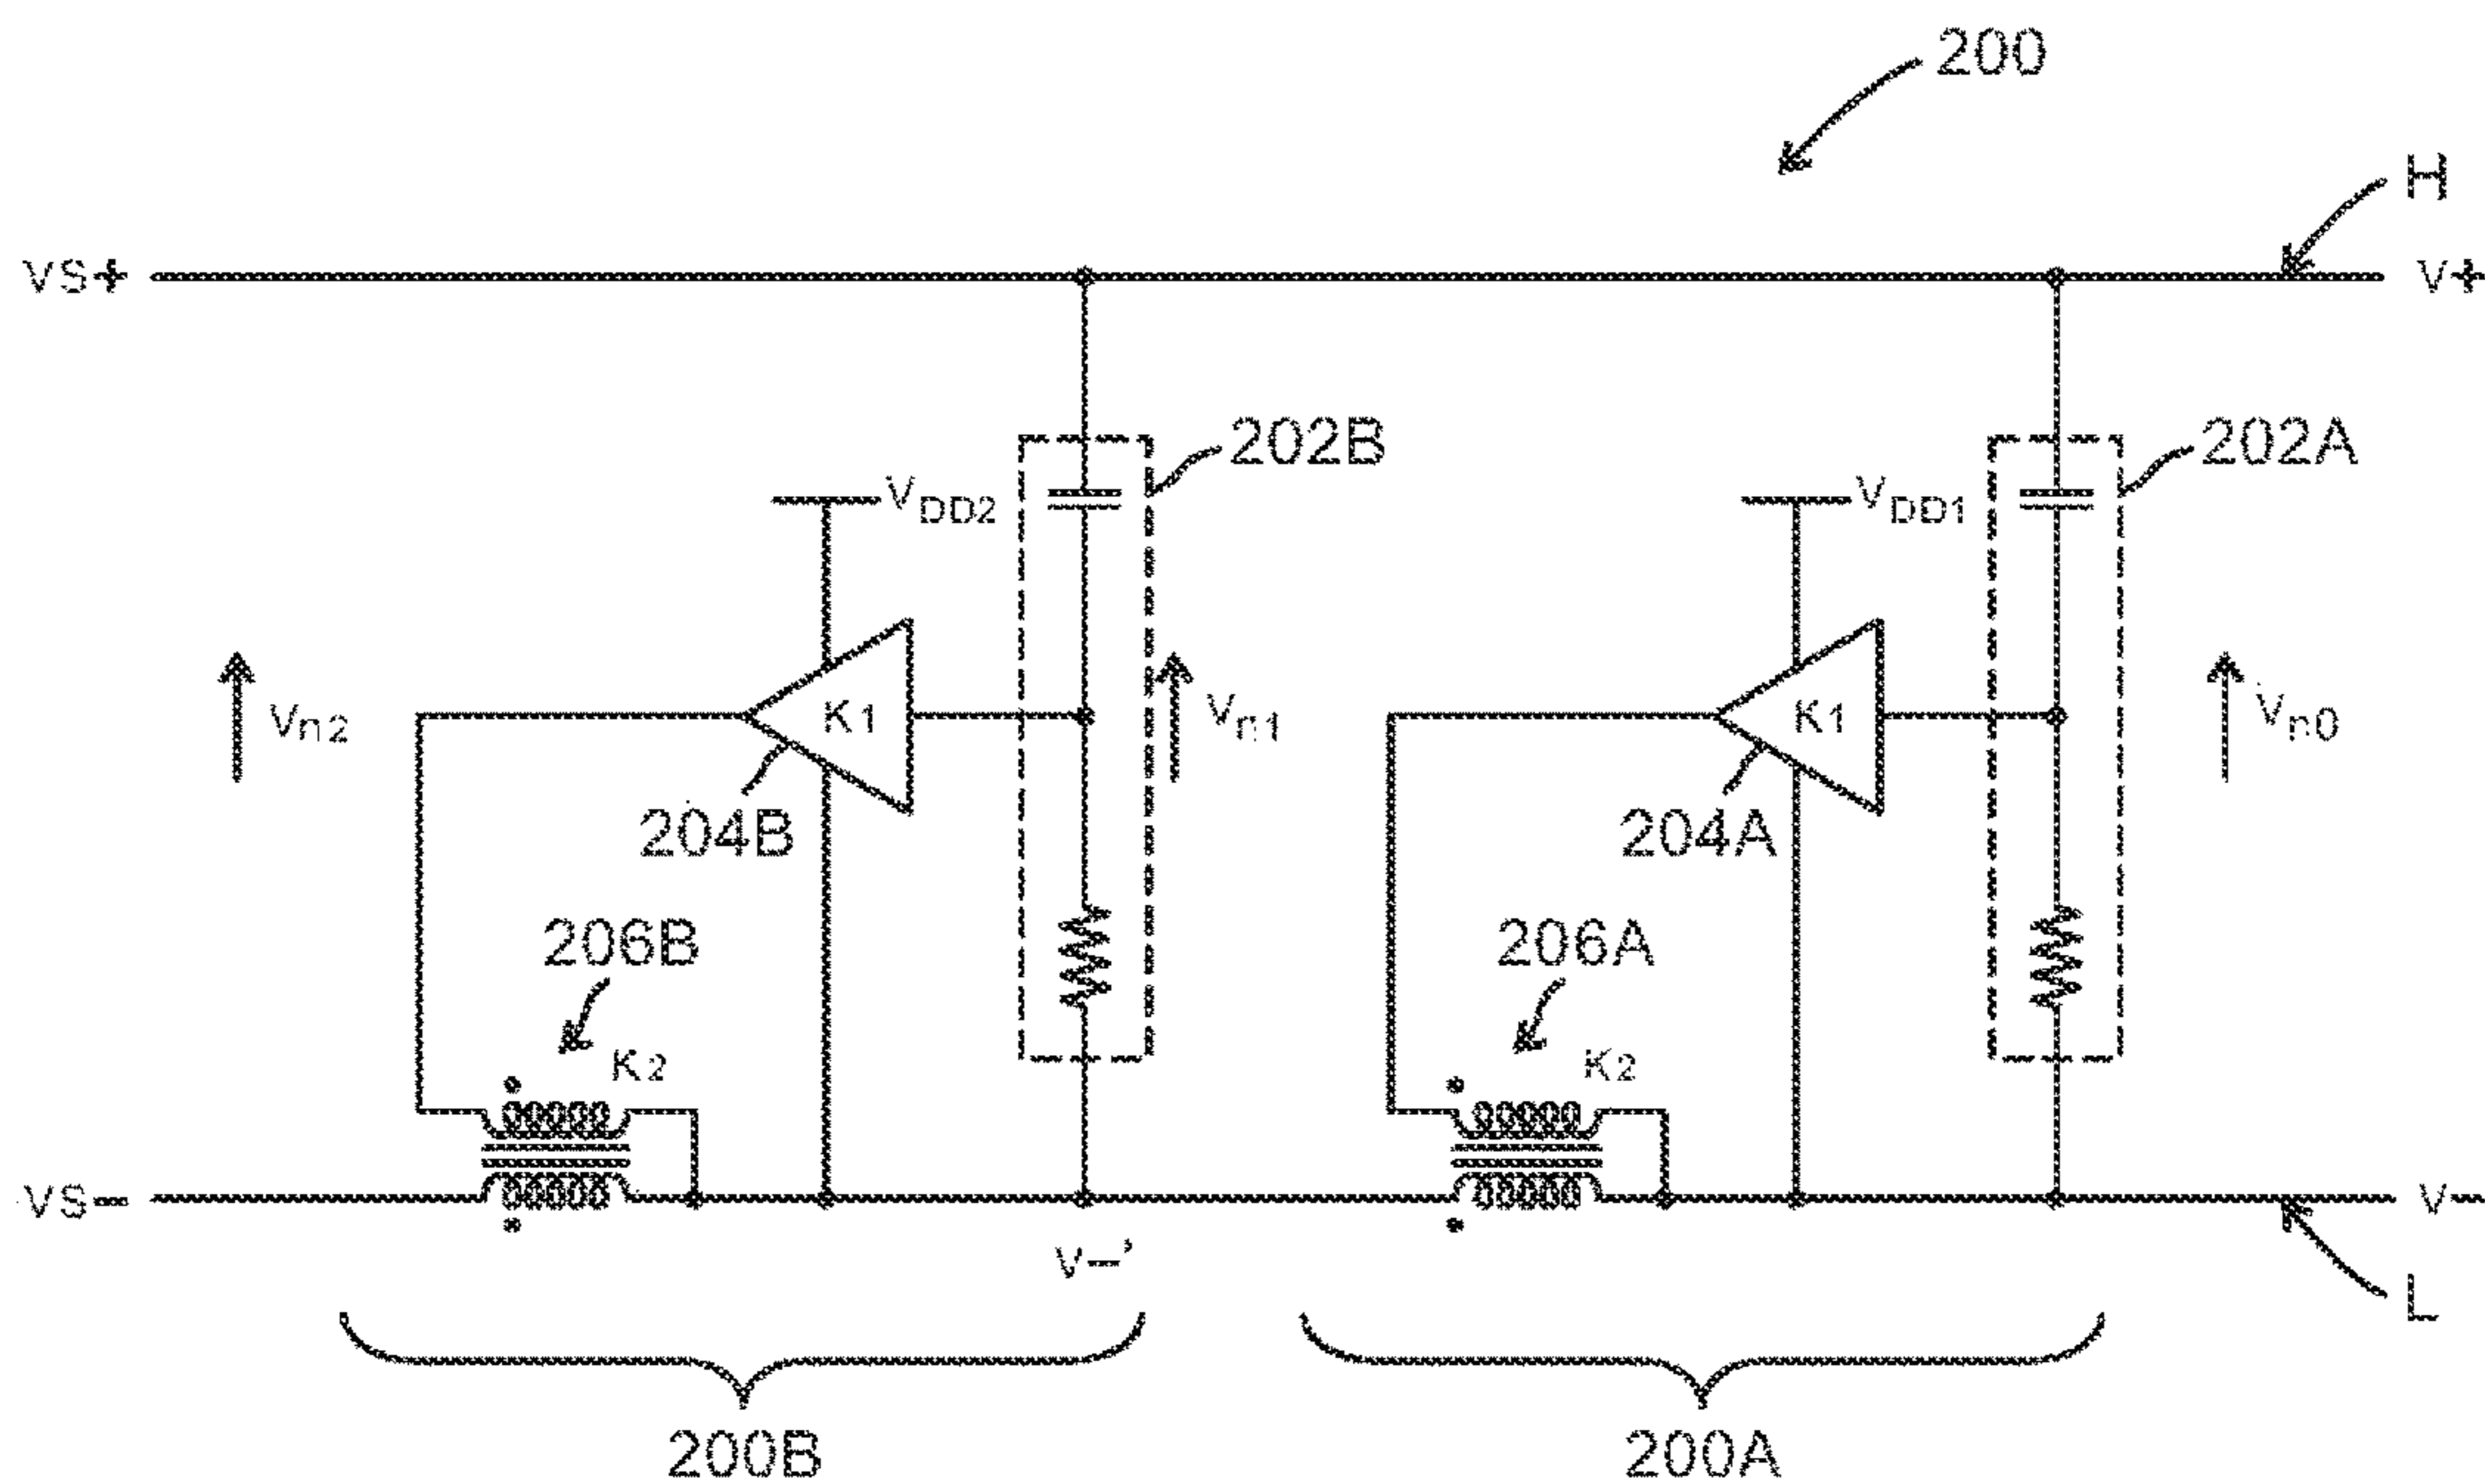 200
H
VS+
V+
202B
202A
VDD2
VDD1
K1
K1
Vn2
Vn1
Vn0
204B
204A
206B
206A
K2
K2
VS−
V−
V−’
L
200B
200A